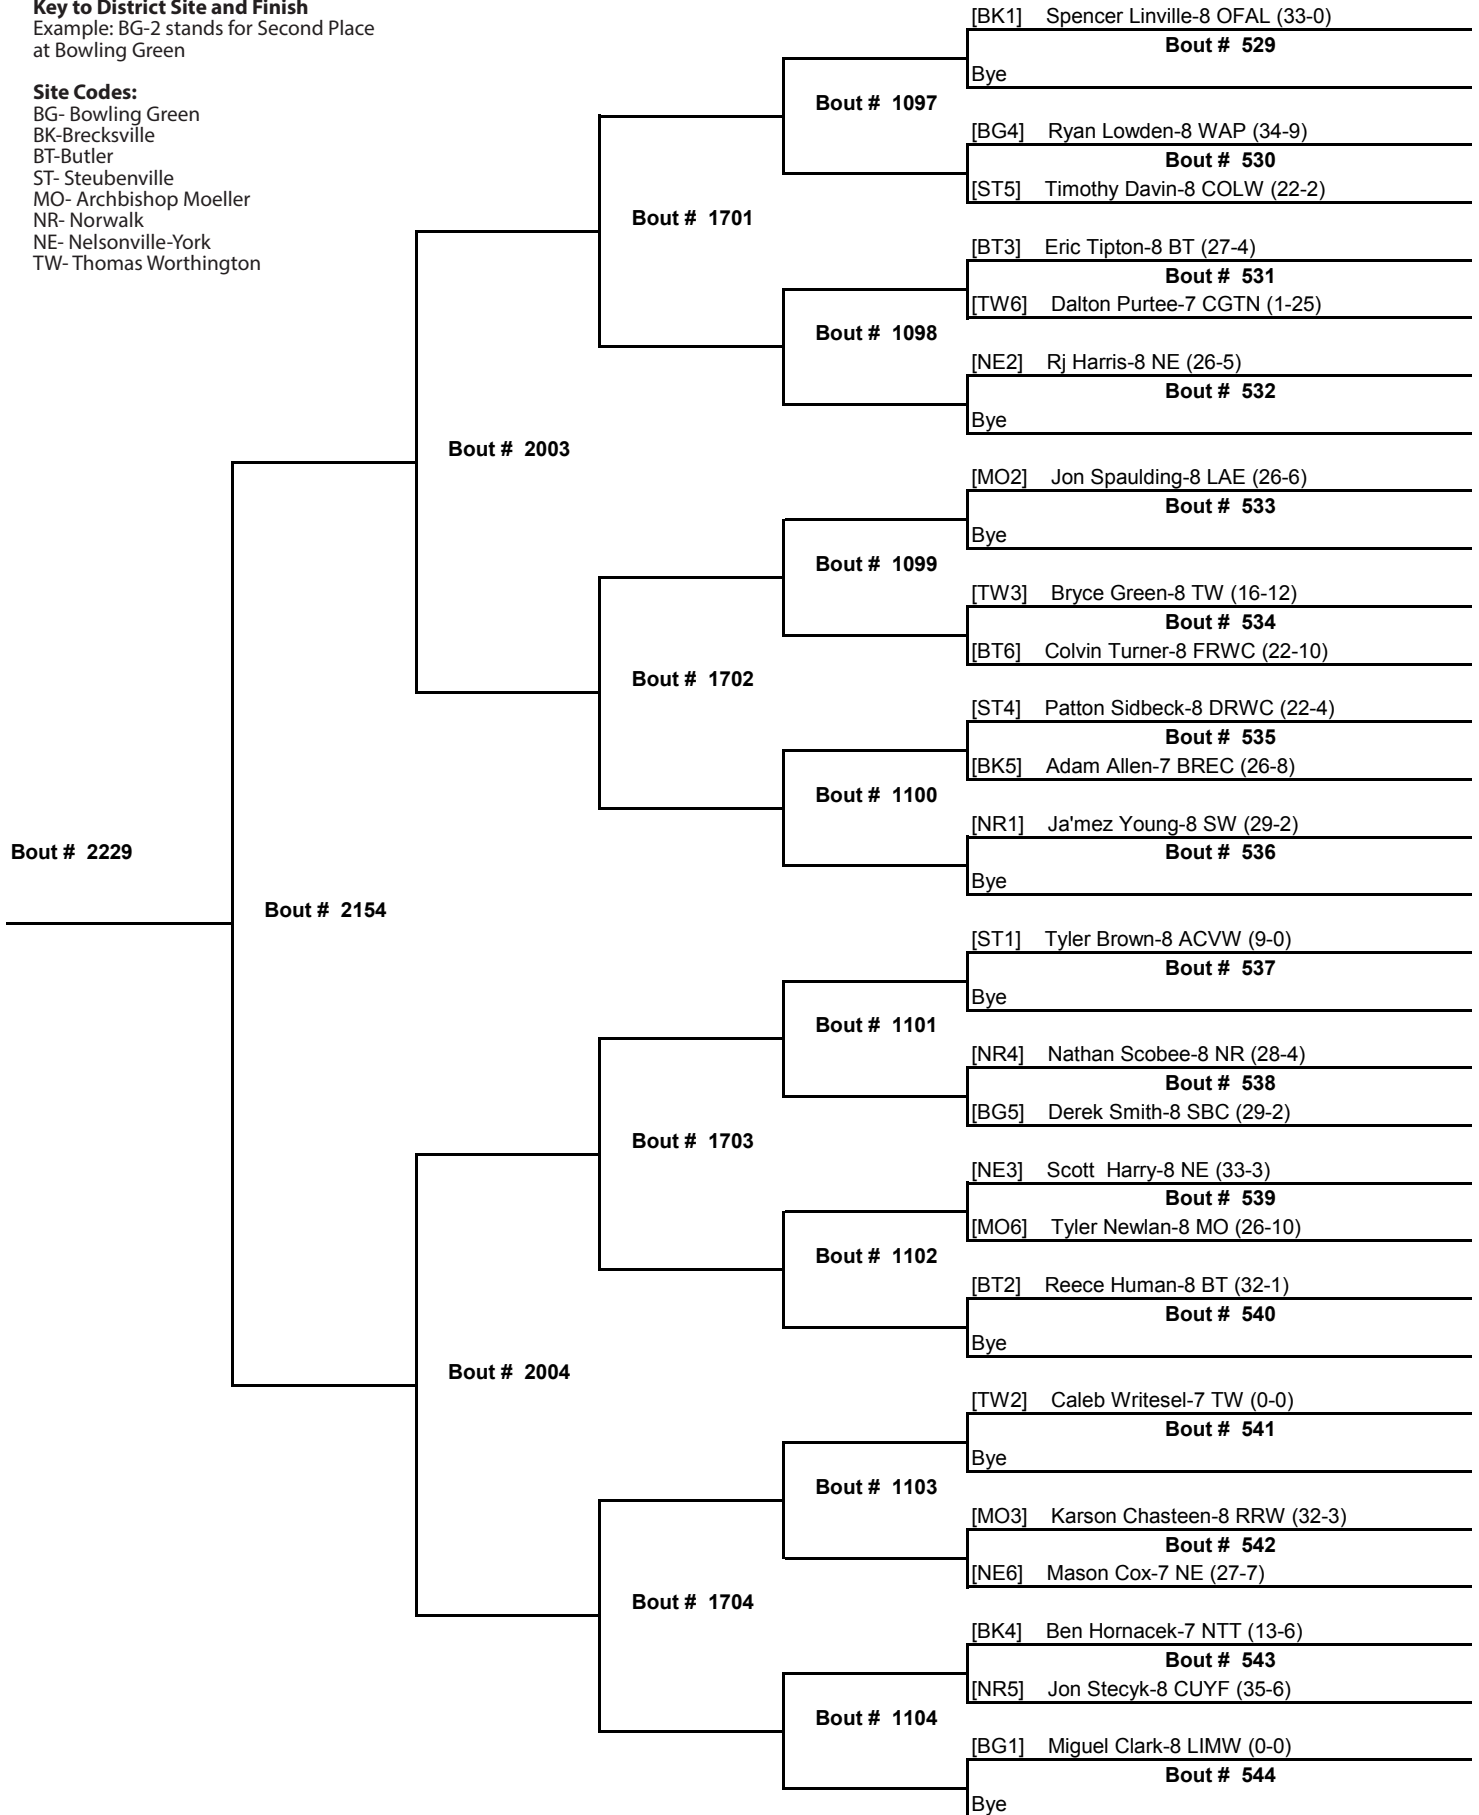 Key to District Site and Finish
Example: BG-2 stands for Second Place
at Bowling Green
Site Codes:
BG- Bowling Green
BK-Brecksville
BT-Butler
ST- Steubenville
MO- Archbishop Moeller
NR- Norwalk
NE- Nelsonville-York
TW- Thomas Worthington
[BK1] Spencer Linville-8 OFAL (33-0)
Bout # 529
Bye
Bout # 1097
[BG4] Ryan Lowden-8 WAP (34-9)
Bout # 530
[ST5] Timothy Davin-8 COLW (22-2)
Bout # 1701
[BT3] Eric Tipton-8 BT (27-4)
Bout # 531
[TW6] Dalton Purtee-7 CGTN (1-25)
Bout # 1098
[NE2] Rj Harris-8 NE (26-5)
Bout # 532
Bye
Bout # 2003
[MO2] Jon Spaulding-8 LAE (26-6)
Bout # 533
Bye
Bout # 1099
[TW3] Bryce Green-8 TW (16-12)
Bout # 534
[BT6] Colvin Turner-8 FRWC (22-10)
Bout # 1702
[ST4] Patton Sidbeck-8 DRWC (22-4)
Bout # 535
[BK5] Adam Allen-7 BREC (26-8)
Bout # 1100
[NR1] Ja'mez Young-8 SW (29-2)
Bout # 536
Bye
Bout # 2229
Bout # 2154
[ST1] Tyler Brown-8 ACVW (9-0)
Bout # 537
Bye
Bout # 1101
[NR4] Nathan Scobee-8 NR (28-4)
Bout # 538
[BG5] Derek Smith-8 SBC (29-2)
Bout # 1703
[NE3] Scott Harry-8 NE (33-3)
Bout # 539
[MO6] Tyler Newlan-8 MO (26-10)
Bout # 1102
[BT2] Reece Human-8 BT (32-1)
Bout # 540
Bye
Bout # 2004
[TW2] Caleb Writesel-7 TW (0-0)
Bout # 541
Bye
Bout # 1103
[MO3] Karson Chasteen-8 RRW (32-3)
Bout # 542
[NE6] Mason Cox-7 NE (27-7)
Bout # 1704
[BK4] Ben Hornacek-7 NTT (13-6)
Bout # 543
[NR5] Jon Stecyk-8 CUYF (35-6)
Bout # 1104
[BG1] Miguel Clark-8 LIMW (0-0)
Bout # 544
Bye